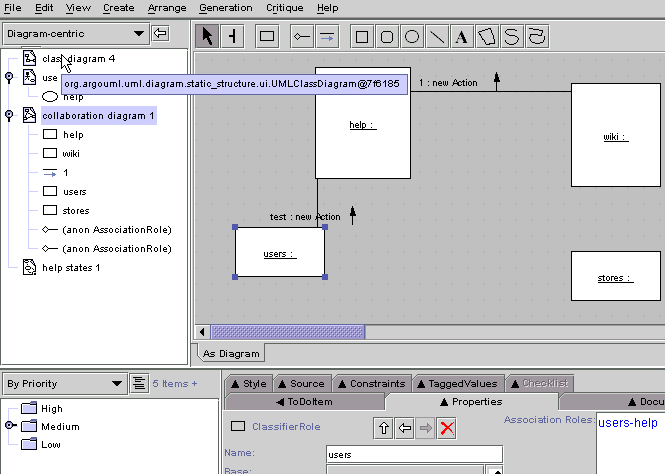 File Edit View Create Arrange Generation Critique Help
Diagram-centric
class diagram 4
use
org.argouml.uml.diagram.static_structure.ui.UMLClassDiagram@7f6185
help
collaboration diagram 1
help
wiki
1
users
stores
(anon AssociationRole)
(anon AssociationRole)
help states 1
1 : new Action
help :
wiki :
test : new Action
users :
stores :
As Diagram
By Priority
5 Items +
High
Medium
Low
Style Source Constraints TaggedValues Checklist
ToDoItem Properties Docu
ClassifierRole
Association Roles:
users-help
Name:
users
Base: